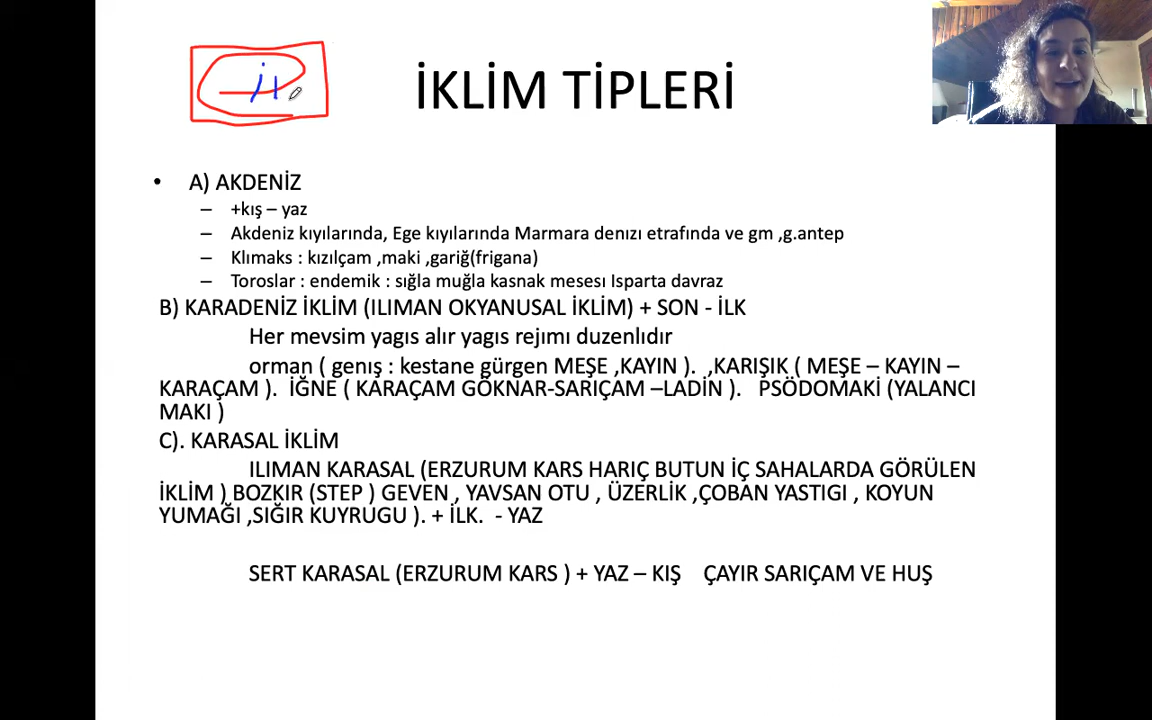 İKLİM TİPLERİ
• A) AKDENİZ
– +kış – yaz
– Akdeniz kıyılarında, Ege kıyılarında Marmara denızı etrafında ve gm ,g.antep
– Klımaks : kızılçam ,maki ,gariğ(frigana)
– Toroslar : endemik : sığla muğla kasnak mesesı Isparta davraz
B) KARADENİZ İKLİM (ILIMAN OKYANUSAL İKLİM) + SON - İLK
Her mevsim yagıs alır yagıs rejımı duzenlıdır
orman ( genış : kestane gürgen MEŞE ,KAYIN ). ,KARIŞIK ( MEŞE – KAYIN –
KARAÇAM ). İĞNE ( KARAÇAM GÖKNAR-SARIÇAM –LADİN ). PSÖDOMAKİ (YALANCI
MAKI )
C). KARASAL İKLİM
ILIMAN KARASAL (ERZURUM KARS HARIÇ BUTUN İÇ SAHALARDA GÖRÜLEN
İKLİM ) BOZKIR (STEP ) GEVEN , YAVSAN OTU , ÜZERLİK ,ÇOBAN YASTIGI , KOYUN
YUMAĞI ,SIĞIR KUYRUGU ). + İLK. - YAZ
SERT KARASAL (ERZURUM KARS ) + YAZ – KIŞ ÇAYIR SARIÇAM VE HUŞ